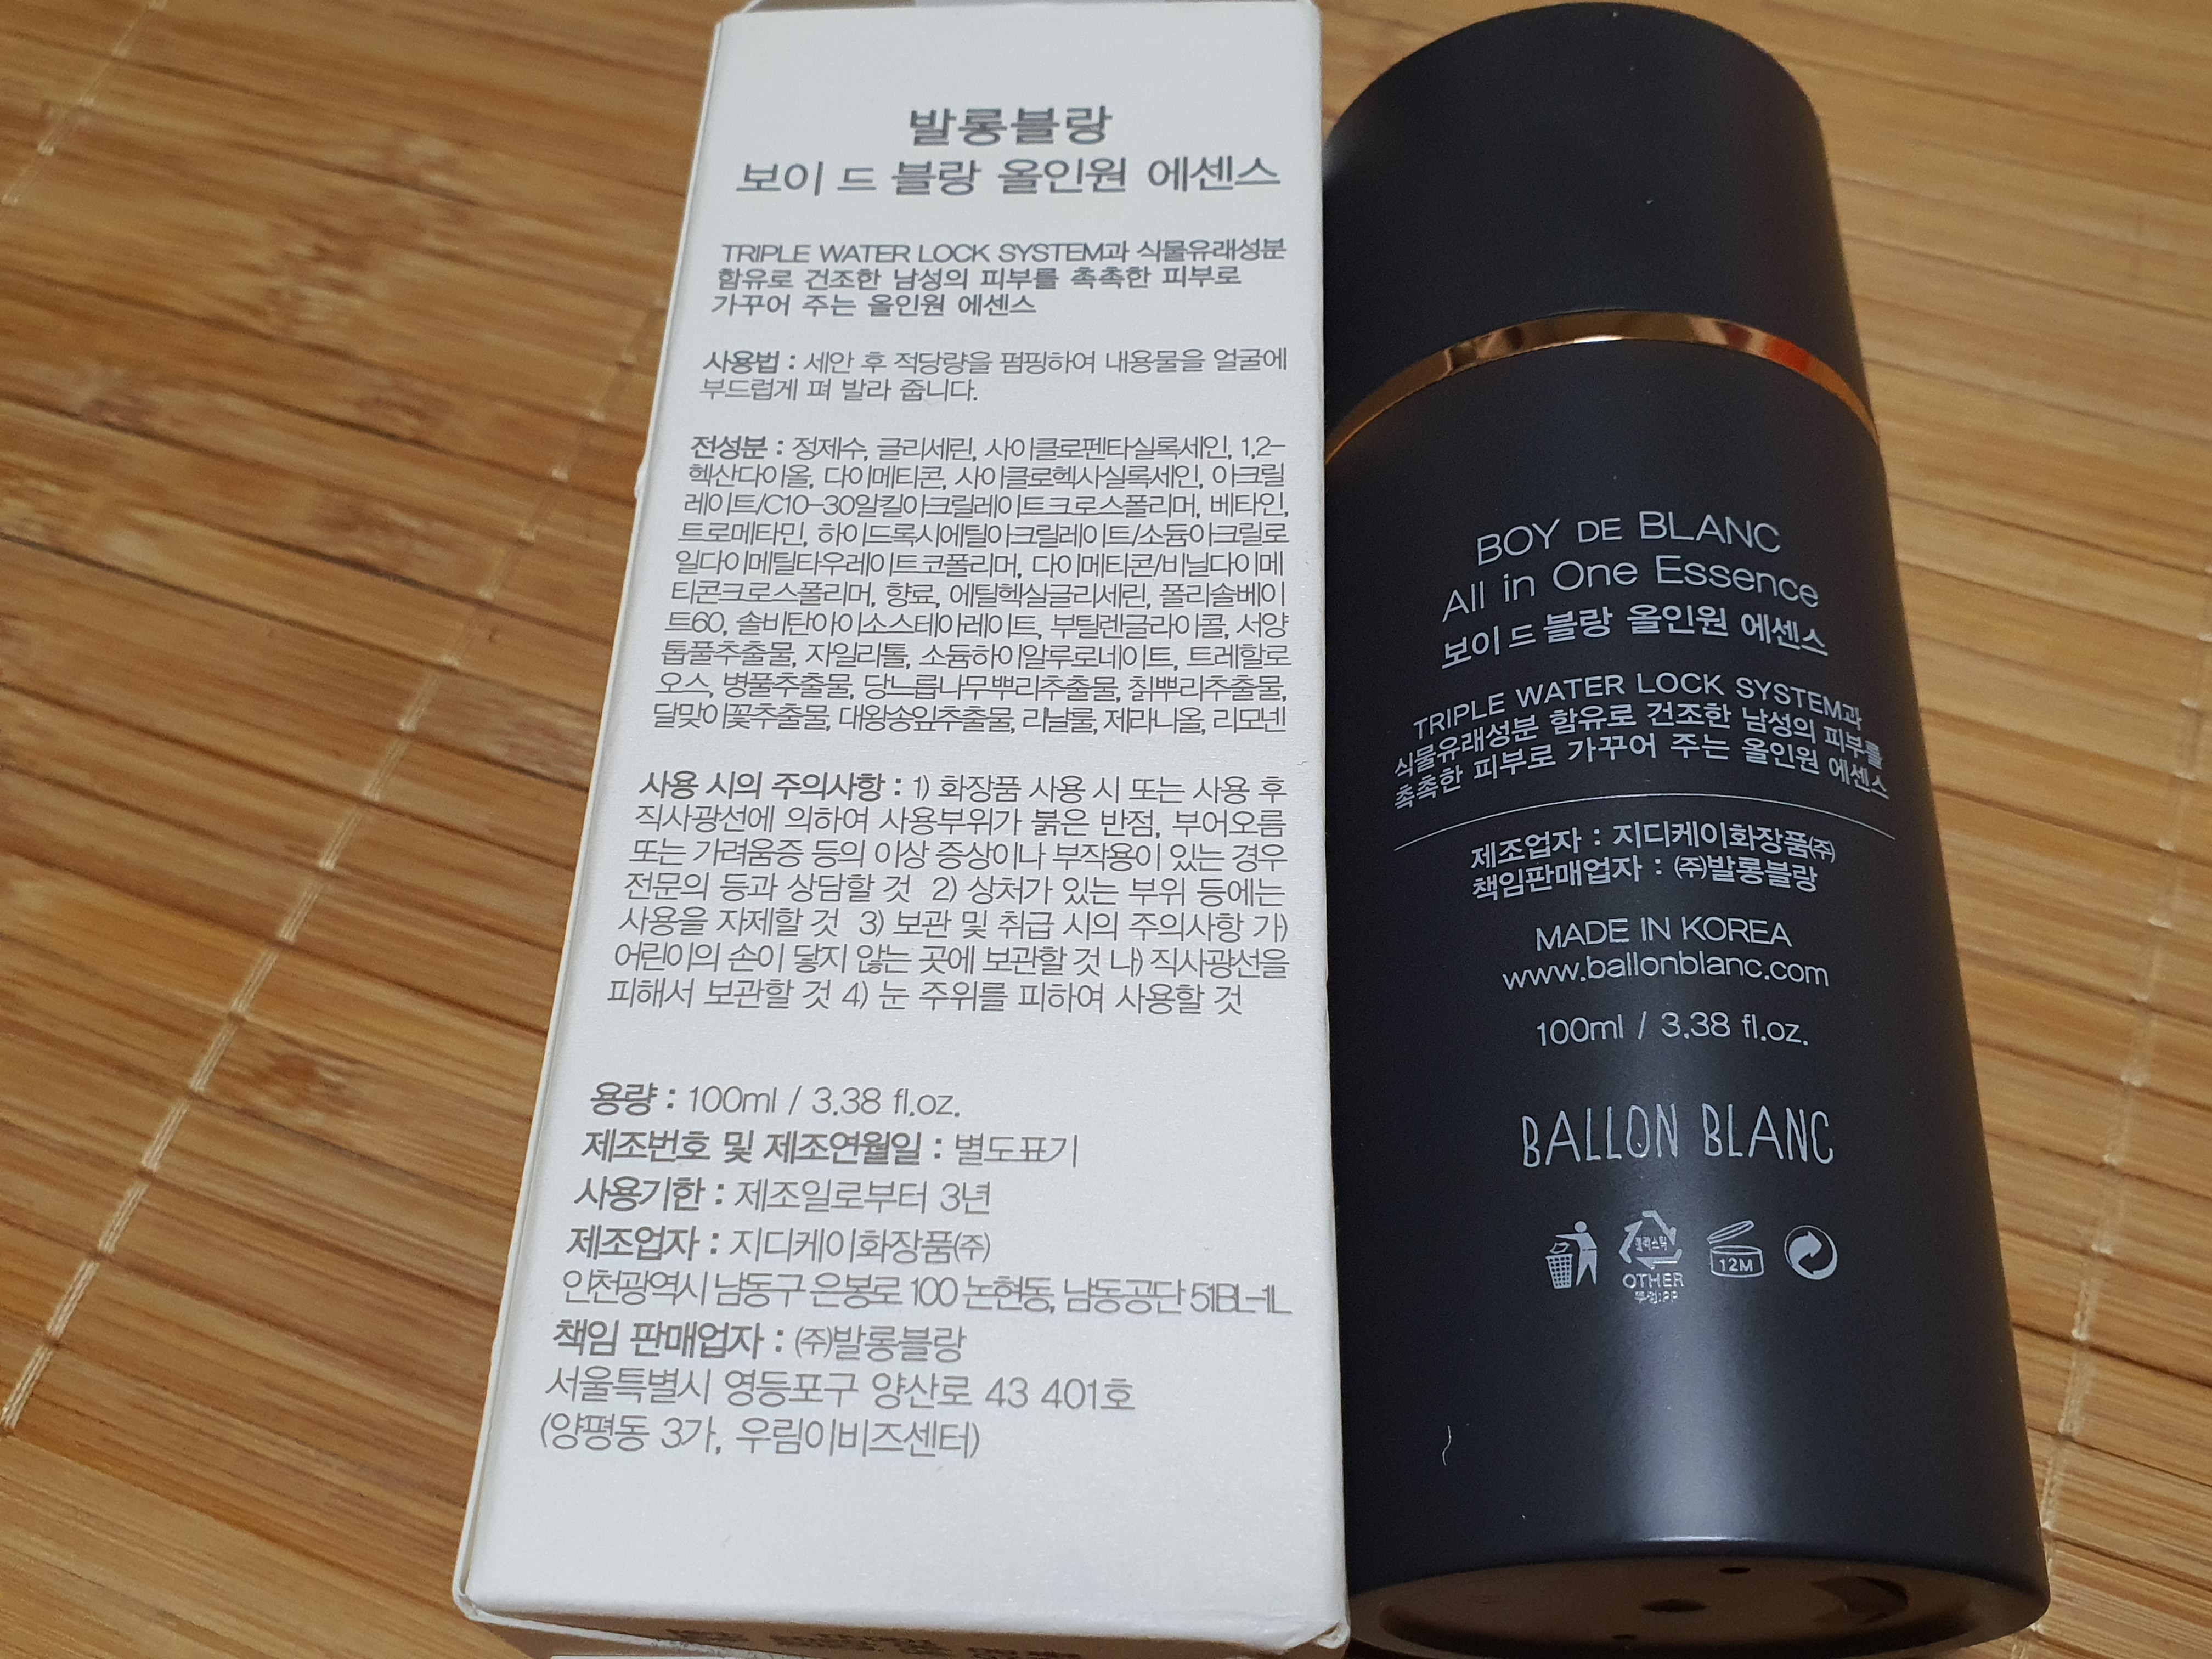 발롱블랑
보이 드 블랑 올인원 에센스
TRIPLE WATER LOCK SYSTEM과 식물유래성분
함유로 건조한 남성의 피부를 촉촉한 피부로
가꾸어 주는 올인원 에센스
사용법 : 세안 후 적당량을 펌핑하여 내용물을 얼굴에
부드럽게 펴 발라 줍니다.
전성분 : 정제수, 글리세린, 사이클로펜타실록세인, 1,2-
헥산다이올, 다이메티콘, 사이클로헥사실록세인, 아크릴
레이트/C10-30알킬아크릴레이트크로스폴리머, 베타인,
트로메타민, 하이드록시에틸아크릴레이트/소듐아크릴로
일다이메틸타우레이트코폴리머, 다이메티콘/비닐다이메
티콘크로스폴리머, 향료, 에틸헥실글리세린, 폴리솔베이
트60, 솔비탄아이소스테아레이트, 부틸렌글라이콜, 서양
톱풀추출물, 자일리톨, 소듐하이알루로네이트, 트레할로
오스, 병풀추출물, 당느릅나무뿌리추출물, 칡뿌리추출물,
달맞이꽃추출물, 대왕송잎추출물, 리날룰, 제라니올, 리모넨
사용 시의 주의사항 : 1) 화장품 사용 시 또는 사용 후
직사광선에 의하여 사용부위가 붉은 반점, 부어오름
또는 가려움증 등의 이상 증상이나 부작용이 있는 경우
전문의 등과 상담할 것 2) 상처가 있는 부위 등에는
사용을 자제할 것 3) 보관 및 취급 시의 주의사항 가)
어린이의 손이 닿지 않는 곳에 보관할 것 나) 직사광선을
피해서 보관할 것 4) 눈 주위를 피하여 사용할 것
용량 : 100ml / 3.38 fl.oz.
제조번호 및 제조연월일 : 별도표기
사용기한 : 제조일로부터 3년
제조업자 : 지디케이화장품㈜
인천광역시 남동구 은봉로 100 논현동, 남동공단 51BL-1L
책임 판매업자 : ㈜발롱블랑
서울특별시 영등포구 양산로 43 401호
(양평동 3가, 우림이비즈센터)
BOY DE BLANC
All in One Essence
보이 드 블랑 올인원 에센스
TRIPLE WATER LOCK SYSTEM과
식물유래성분 함유로 건조한 남성의 피부를
촉촉한 피부로 가꾸어 주는 올인원 에센스
제조업자 : 지디케이화장품㈜
책임판매업자 : ㈜발롱블랑
MADE IN KOREA
www.ballonblanc.com
100ml / 3.38 fl.oz.
BALLON BLANC
플라스틱
12M
OTHER
뚜껑:PP